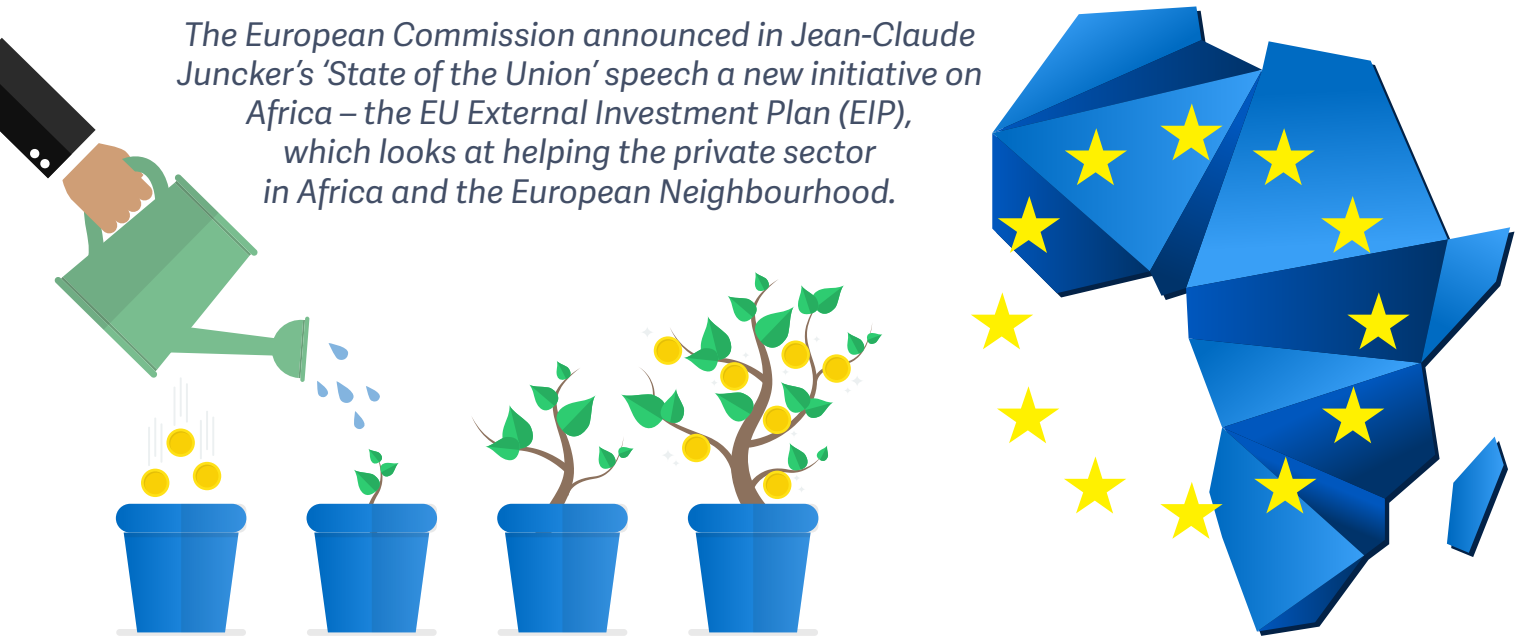 The European Commission announced in Jean-Claude
Juncker’s ‘State of the Union’ speech a new initiative on
Africa – the EU External Investment Plan (EIP),
which looks at helping the private sector
in Africa and the European Neighbourhood.